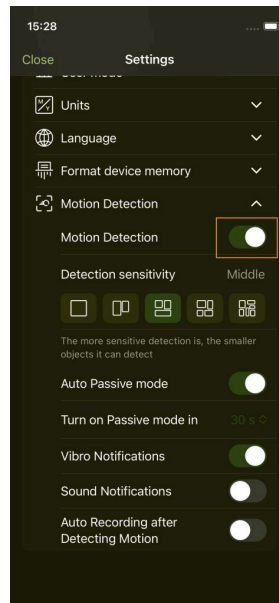 15:28
Close
Settings
User mode
Units
Language
Format device memory
Motion Detection
Motion Detection
Detection sensitivity
Middle
The more sensitive detection is, the smaller
objects it can detect
Auto Passive mode
Turn on Passive mode in
30 s
Vibro Notifications
Sound Notifications
Auto Recording after
Detecting Motion